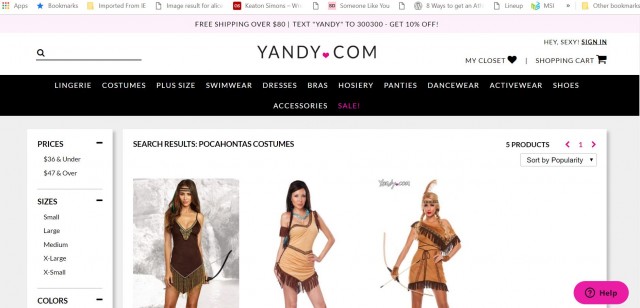 Apps
Bookmarks
Imported From IE
Image result for alice
Keaton Simons – Wit
Someone Like You
8 Ways to get an Att
Lineup
MSI
»
Other bookmarks
FREE SHIPPING OVER $80 | TEXT "YANDY" TO 300300 - GET 10% OFF!
HEY, SEXY! SIGN IN
YANDY.COM
MY CLOSET | SHOPPING CART
LINGERIE COSTUMES PLUS SIZE SWIMWEAR DRESSES BRAS HOSIERY PANTIES DANCEWEAR ACTIVEWEAR SHOES
ACCESSORIES SALE!
PRICES
$36 & Under
$47 & Over
SIZES
Small
Large
Medium
X-Large
X-Small
COLORS
SEARCH RESULTS: POCAHONTAS COSTUMES
5 PRODUCTS 1
Sort by Popularity
YANDY.COM
Help